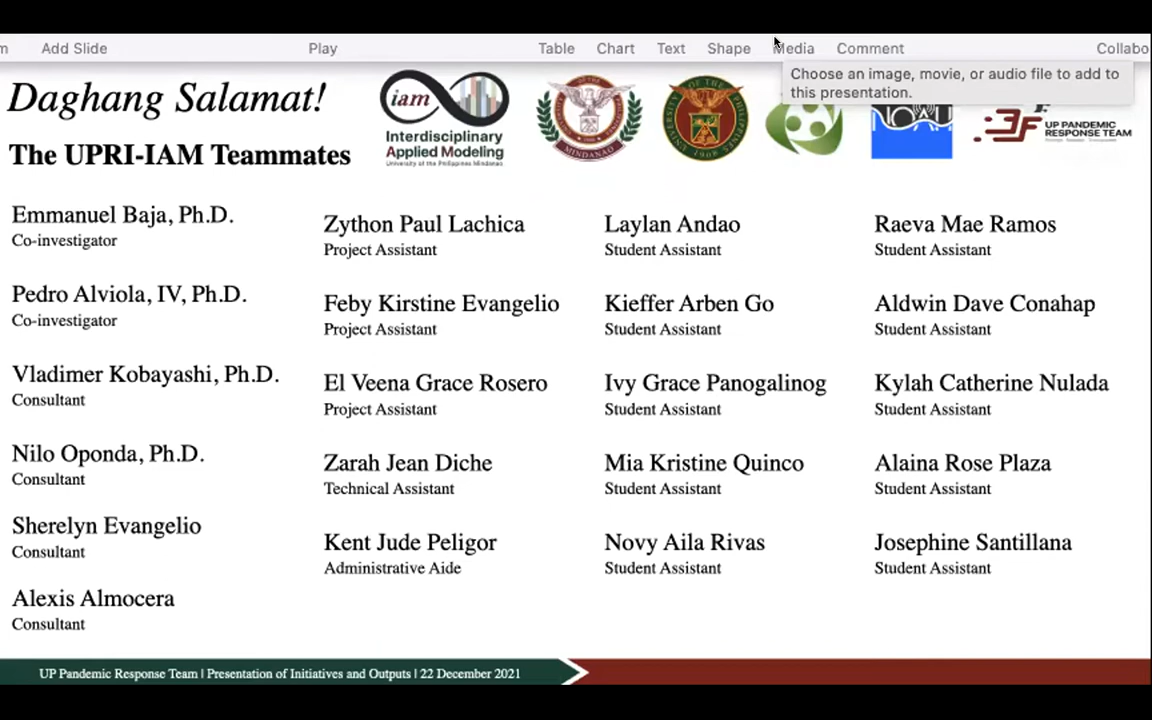 Add Slide
Play
Table
Chart
Text
Shape
Media
Comment
Choose an image, movie, or audio file to add to
this presentation.
Daghang Salamat!
The UPRI-IAM Teammates
iam
Interdisciplinary
Applied Modeling
University of the Philippines Mindanao
MINDANAO
1908
UP PANDEMIC
RESPONSE TEAM
Emmanuel Baja, Ph.D.
Co-investigator
Pedro Alviola, IV, Ph.D.
Co-investigator
Vladimer Kobayashi, Ph.D.
Consultant
Nilo Oponda, Ph.D.
Consultant
Sherelyn Evangelio
Consultant
Alexis Almocera
Consultant
Zython Paul Lachica
Project Assistant
Feby Kirstine Evangelio
Project Assistant
El Veena Grace Rosero
Project Assistant
Zarah Jean Diche
Technical Assistant
Kent Jude Peligor
Administrative Aide
Laylan Andao
Student Assistant
Kieffer Arben Go
Student Assistant
Ivy Grace Panogalinog
Student Assistant
Mia Kristine Quinco
Student Assistant
Novy Aila Rivas
Student Assistant
Raeva Mae Ramos
Student Assistant
Aldwin Dave Conahap
Student Assistant
Kylah Catherine Nulada
Student Assistant
Alaina Rose Plaza
Student Assistant
Josephine Santillana
Student Assistant
UP Pandemic Response Team | Presentation of Initiatives and Outputs | 22 December 2021